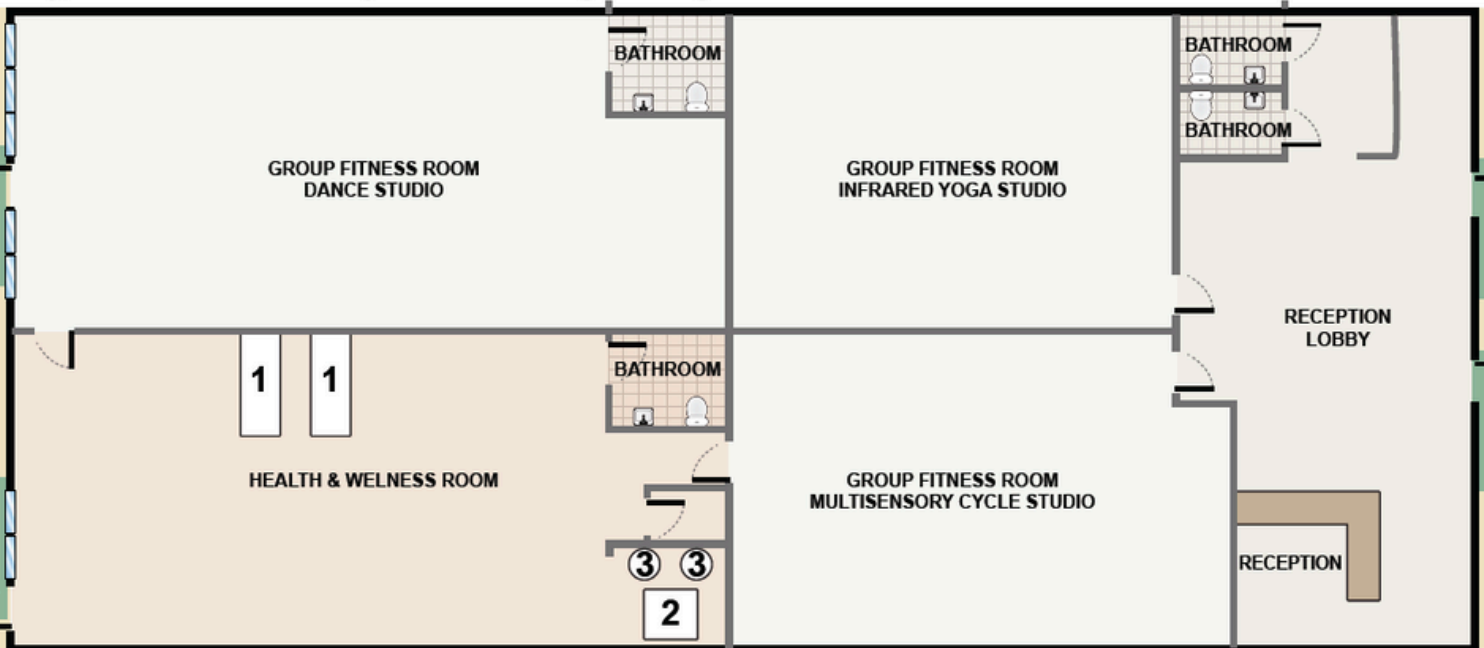 BATHROOM
BATHROOM
BATHROOM
GROUP FITNESS ROOM
DANCE STUDIO
GROUP FITNESS ROOM
INFRARED YOGA STUDIO
RECEPTION
LOBBY
BATHROOM
1
1
HEALTH & WELNESS ROOM
GROUP FITNESS ROOM
MULTISENSORY CYCLE STUDIO
3
3
RECEPTION
2